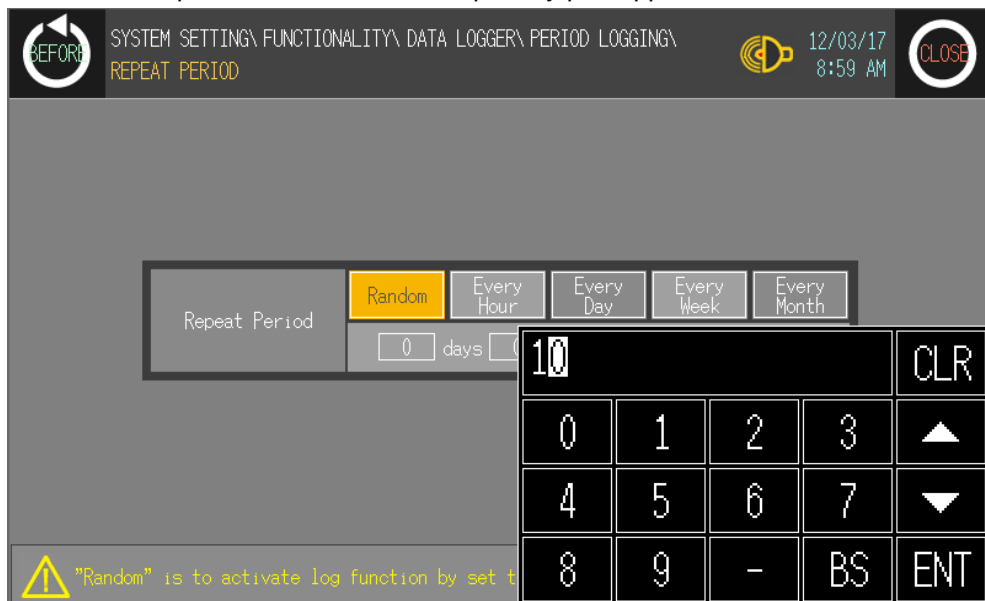 BEFORE
SYSTEM SETTING\ FUNCTIONALITY\ DATA LOGGER\ PERIOD LOGGING\
REPEAT PERIOD
12/03/17
8:59 AM
CLOSE
Repeat Period
Random
Every
Hour
Every
Day
Every
Week
Every
Month
0 days
10
CLR
0 1 2 3
4 5 6 7
8 9 - BS ENT
"Random" is to activate log function by set